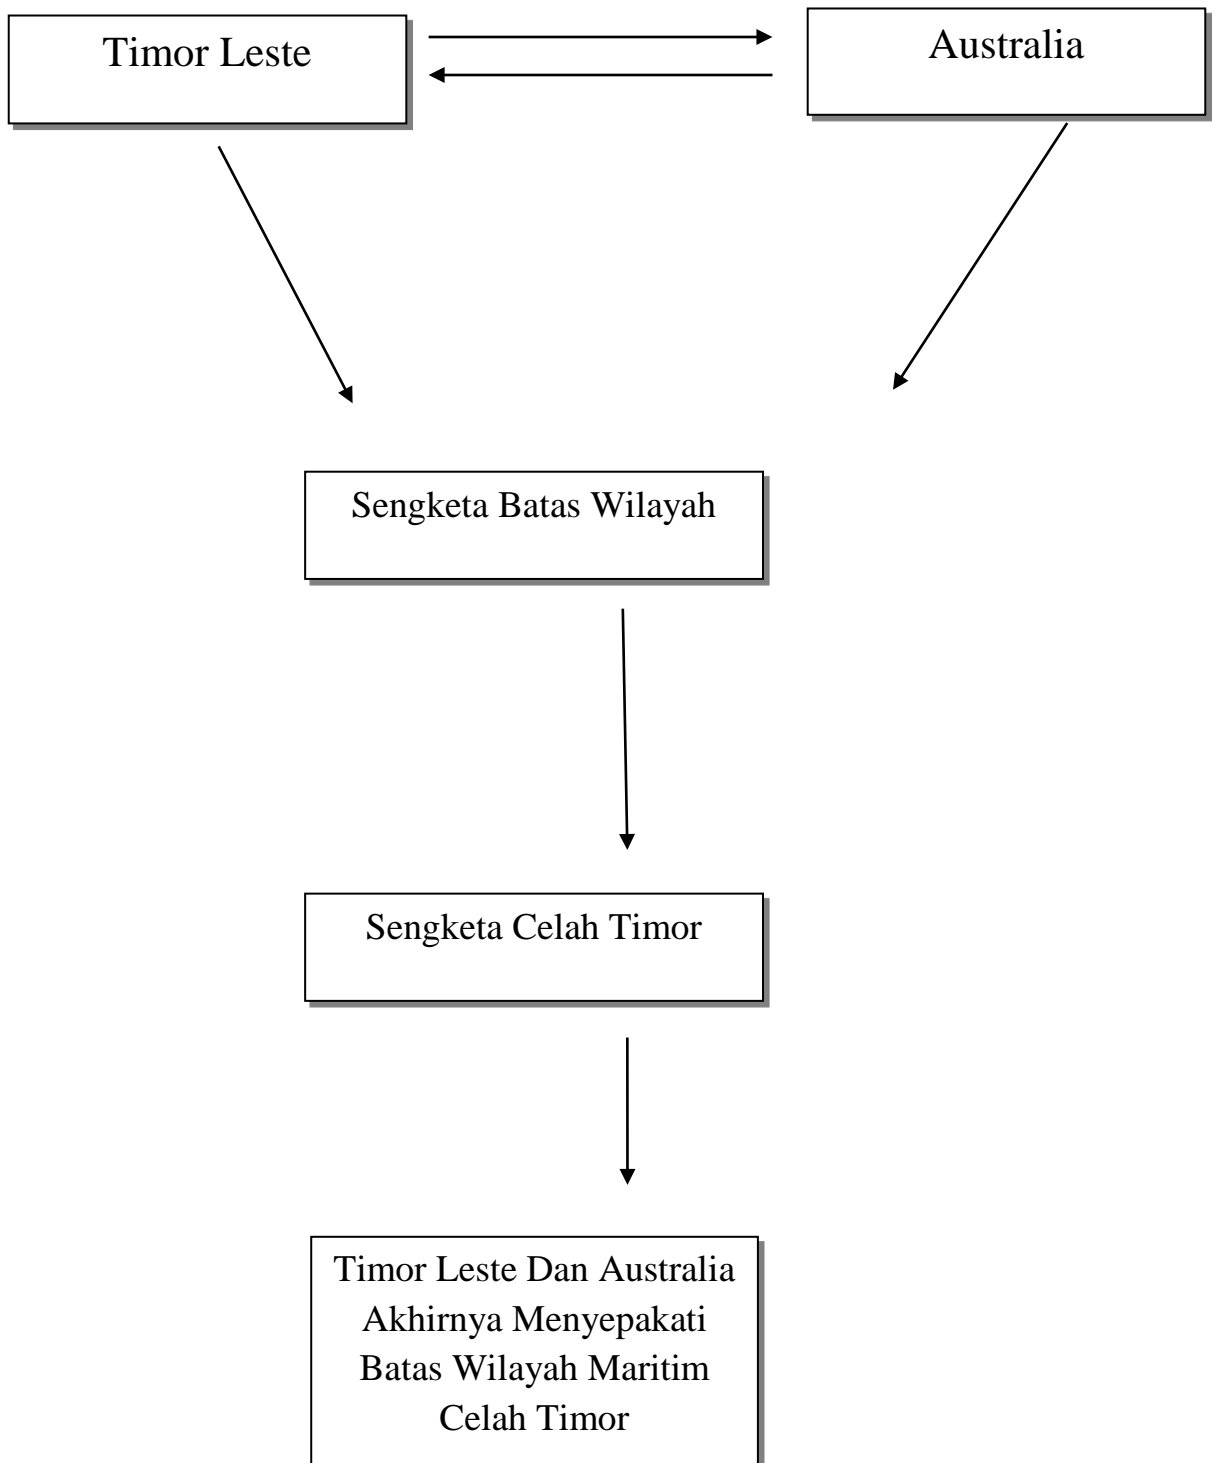 Timor Leste
Australia
Sengketa Batas Wilayah
Sengketa Celah Timor
Timor Leste Dan Australia
Akhirnya Menyepakati
Batas Wilayah Maritim
Celah Timor